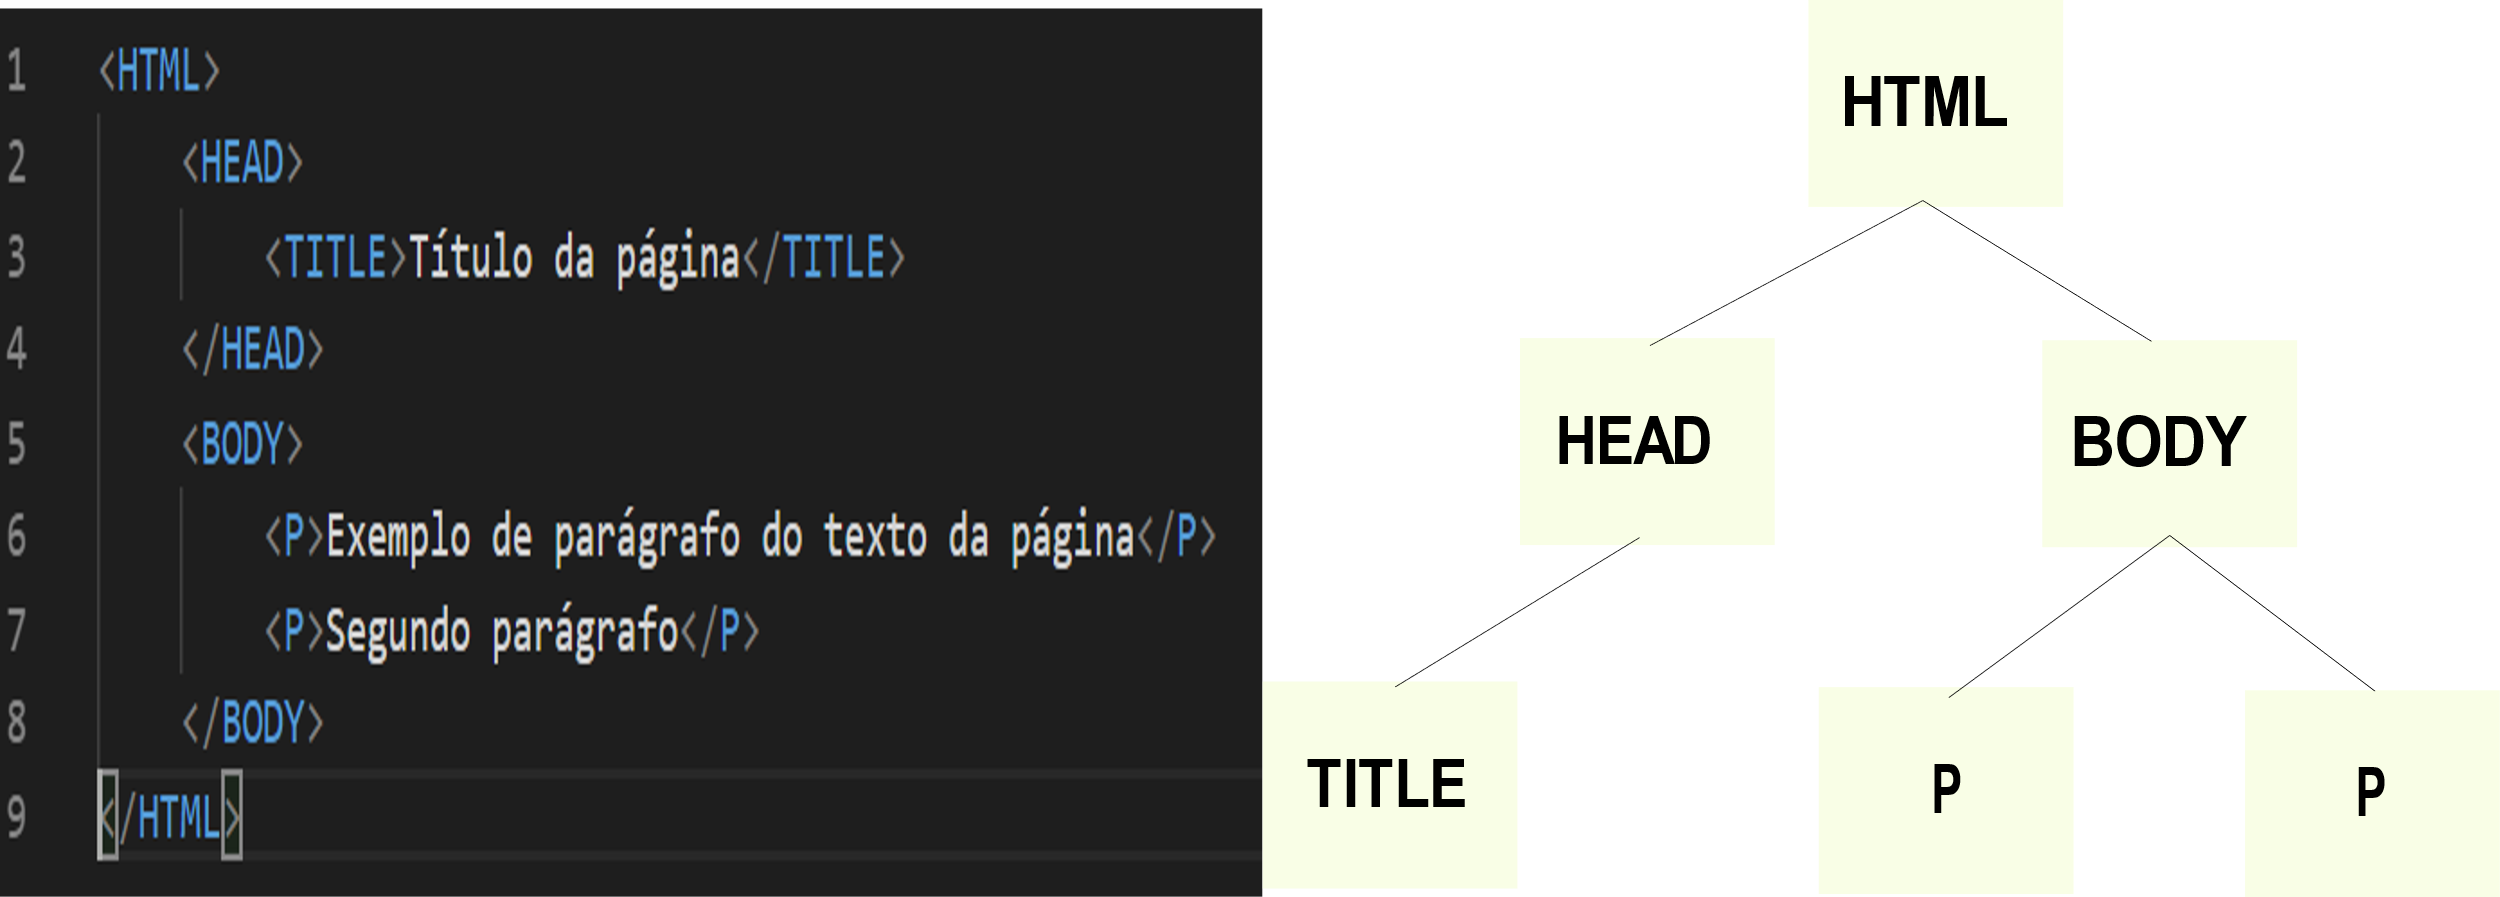 1 <HTML>
2 <HEAD>
3 <TITLE>Título da página</TITLE>
4 </HEAD>
5 <BODY>
6 <P>Exemplo de parágrafo do texto da página</P>
7 <P>Segundo parágrafo</P>
8 </BODY>
9 </HTML>
HTML
HEAD BODY
TITLE P P